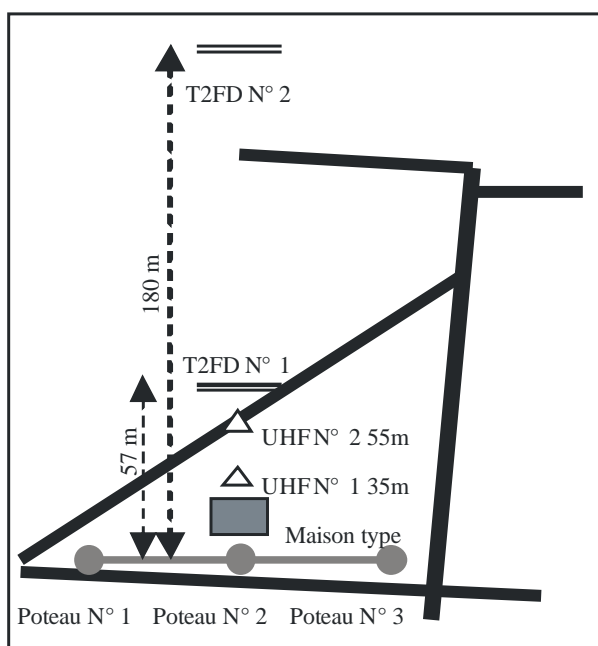 T2FD N° 2
180 m
T2FD N° 1
57 m
UHF N° 2 55m
UHF N° 1 35m
Maison type
Poteau N° 1 Poteau N° 2 Poteau N° 3